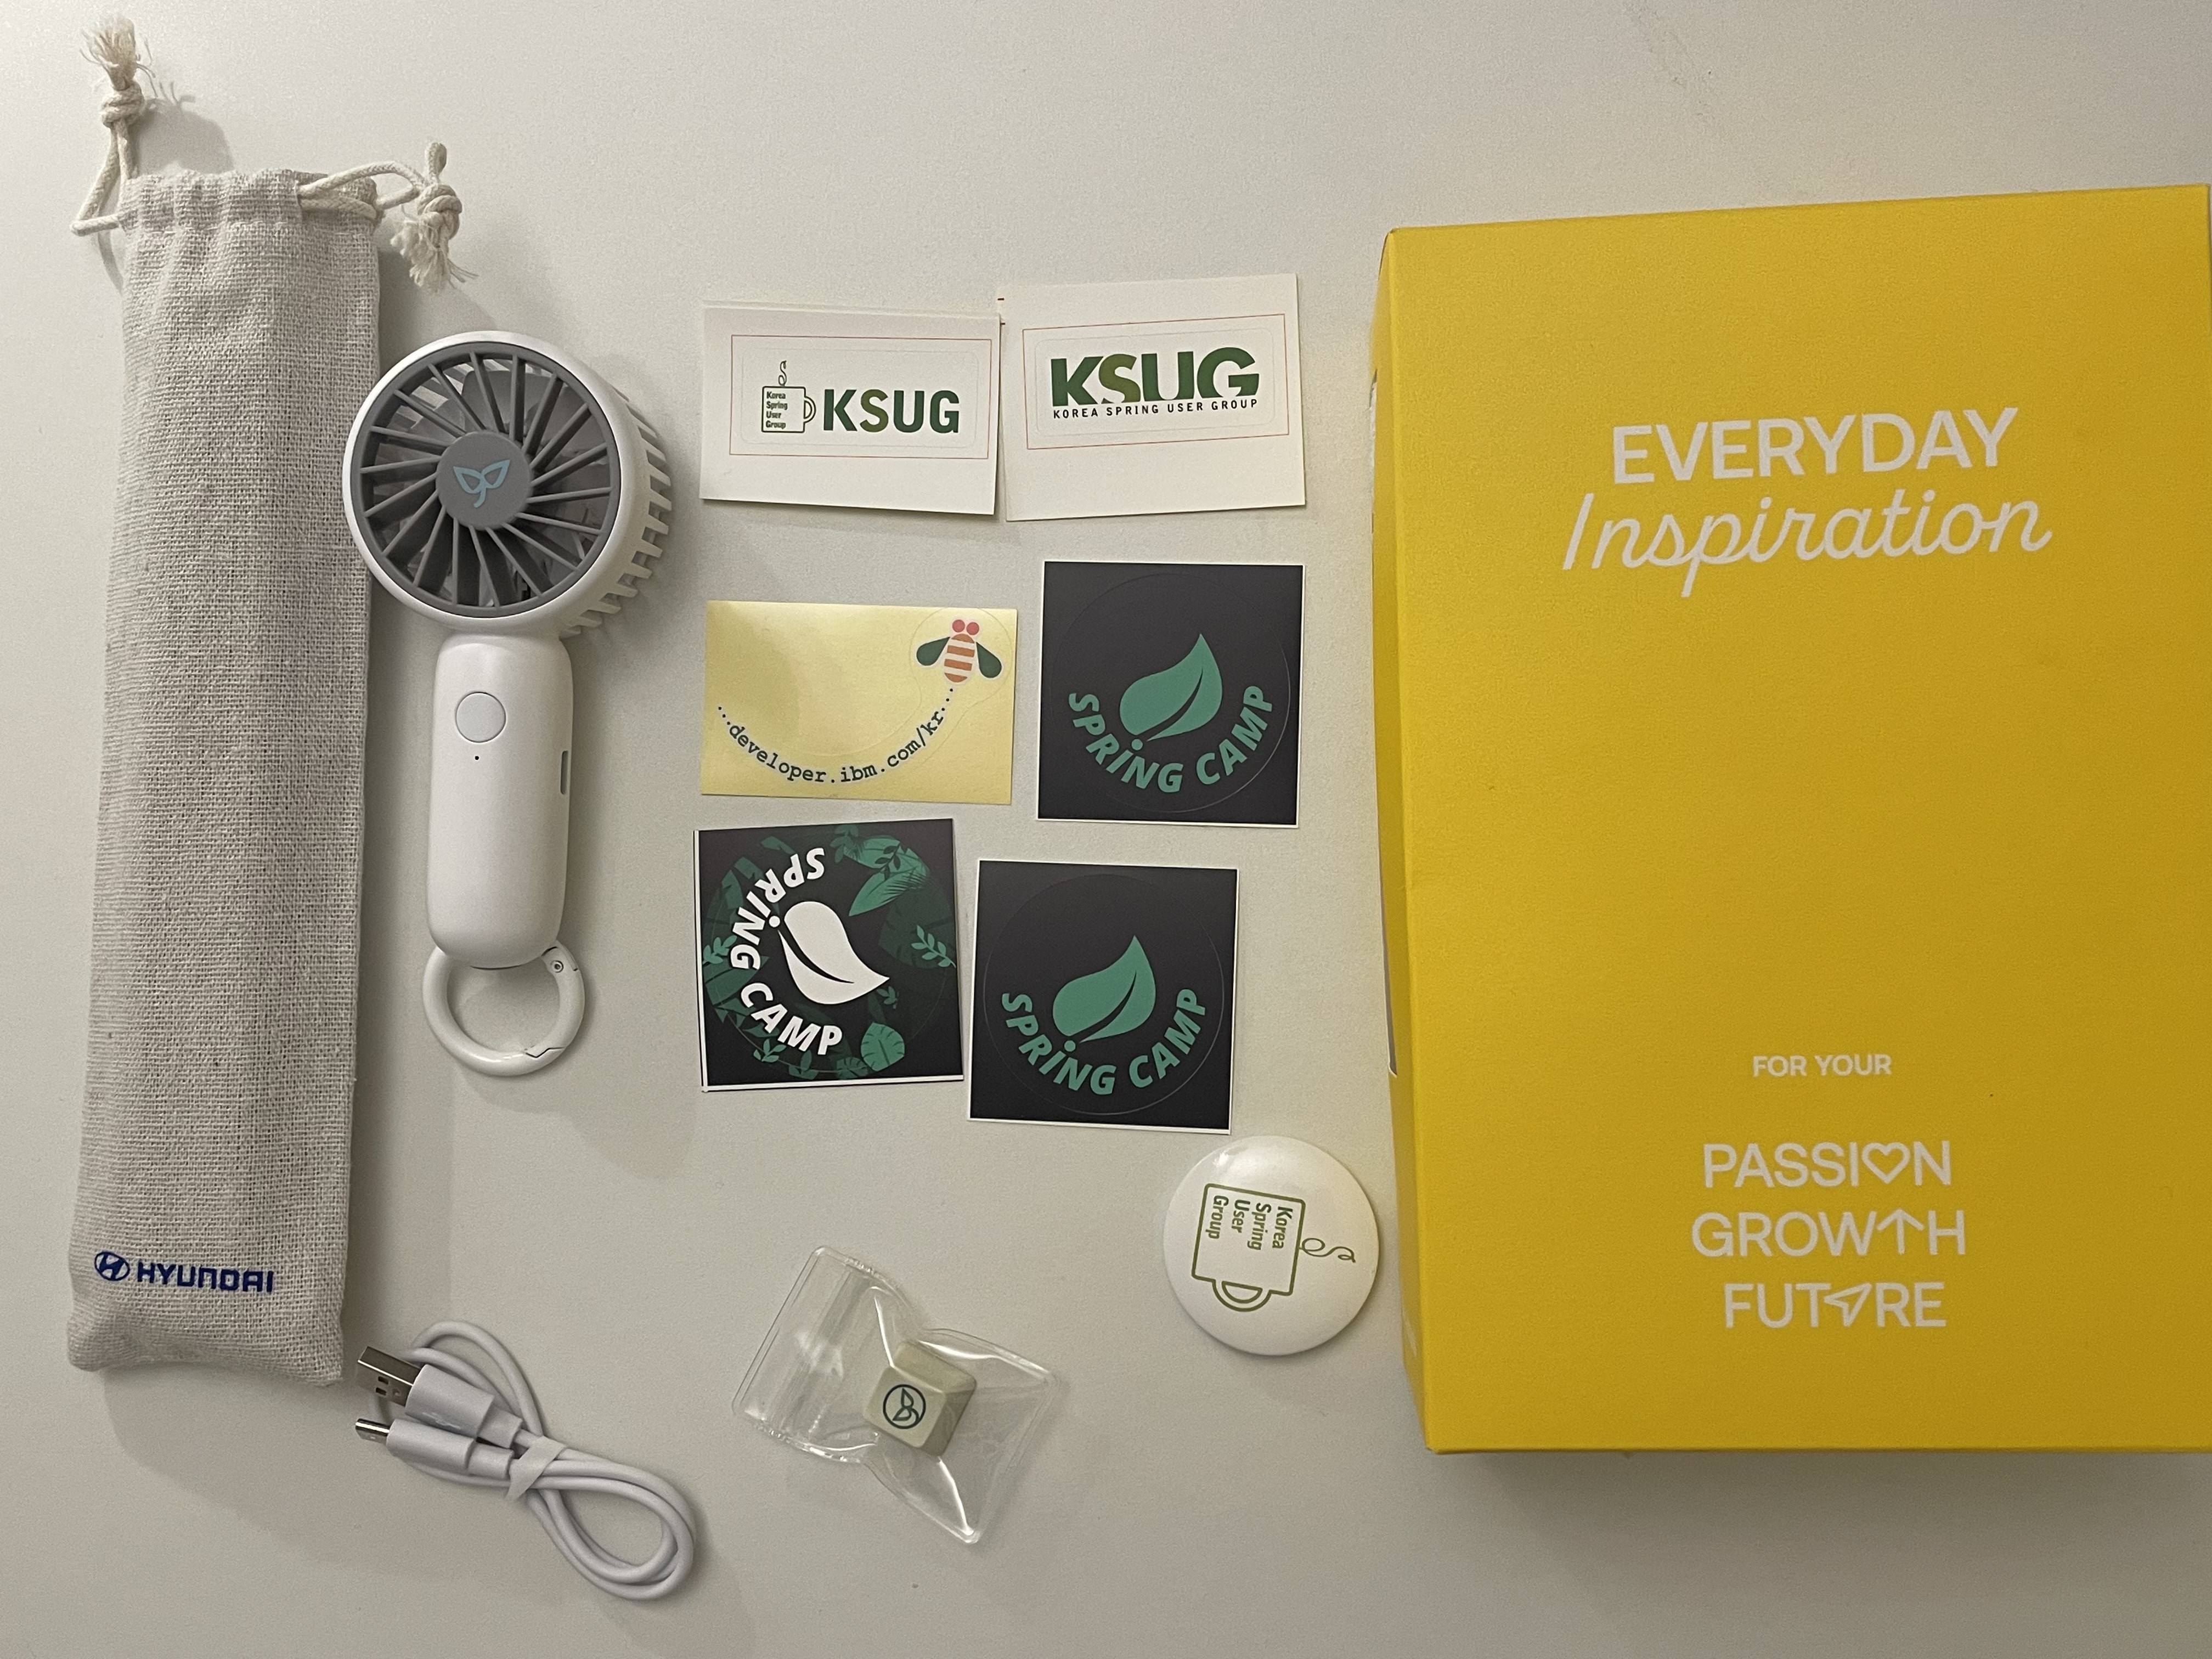 HYUNDAI
Korea
Spring
User
Group
KSUG
KSUG
KOREA SPRING USER GROUP
...developer.ibm.com/kr...
SPRING CAMP
SPRING CAMP
SPRING CAMP
Korea
Spring
User
Group
EVERYDAY
Inspiration
FOR YOUR
PASSION
GROWTH
FUTURE